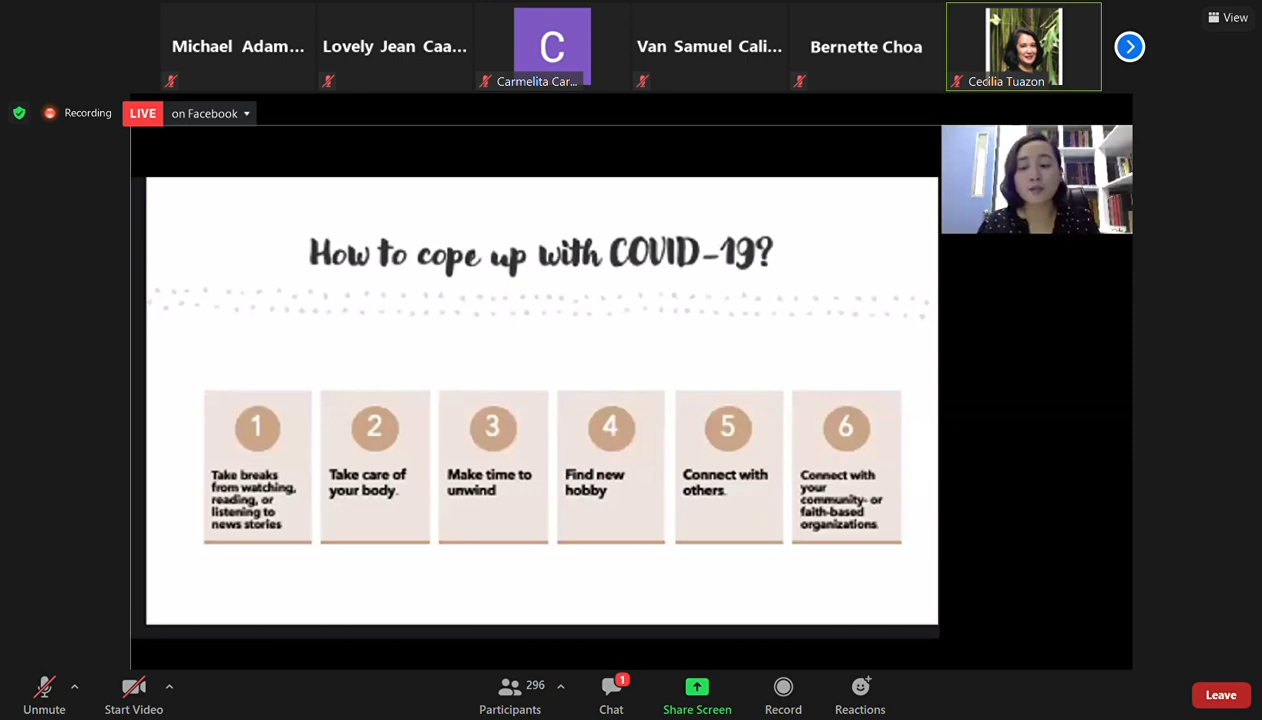 Michael Adam...
Lovely Jean Caa...
C
Carmelita Car...
Van Samuel Cali...
Bernette Choa
Cecilia Tuazon
View
Recording
LIVE
on Facebook
How to cope up with COVID-19?
1
Take breaks
from watching,
reading, or
listening to
news stories
2
Take care of
your body.
3
Make time to
unwind
4
Find new
hobby
5
Connect with
others.
6
Connect with
your
community- or
faith-based
organizations
Unmute
Start Video
296
Participants
1
Chat
Share Screen
Record
Reactions
Leave